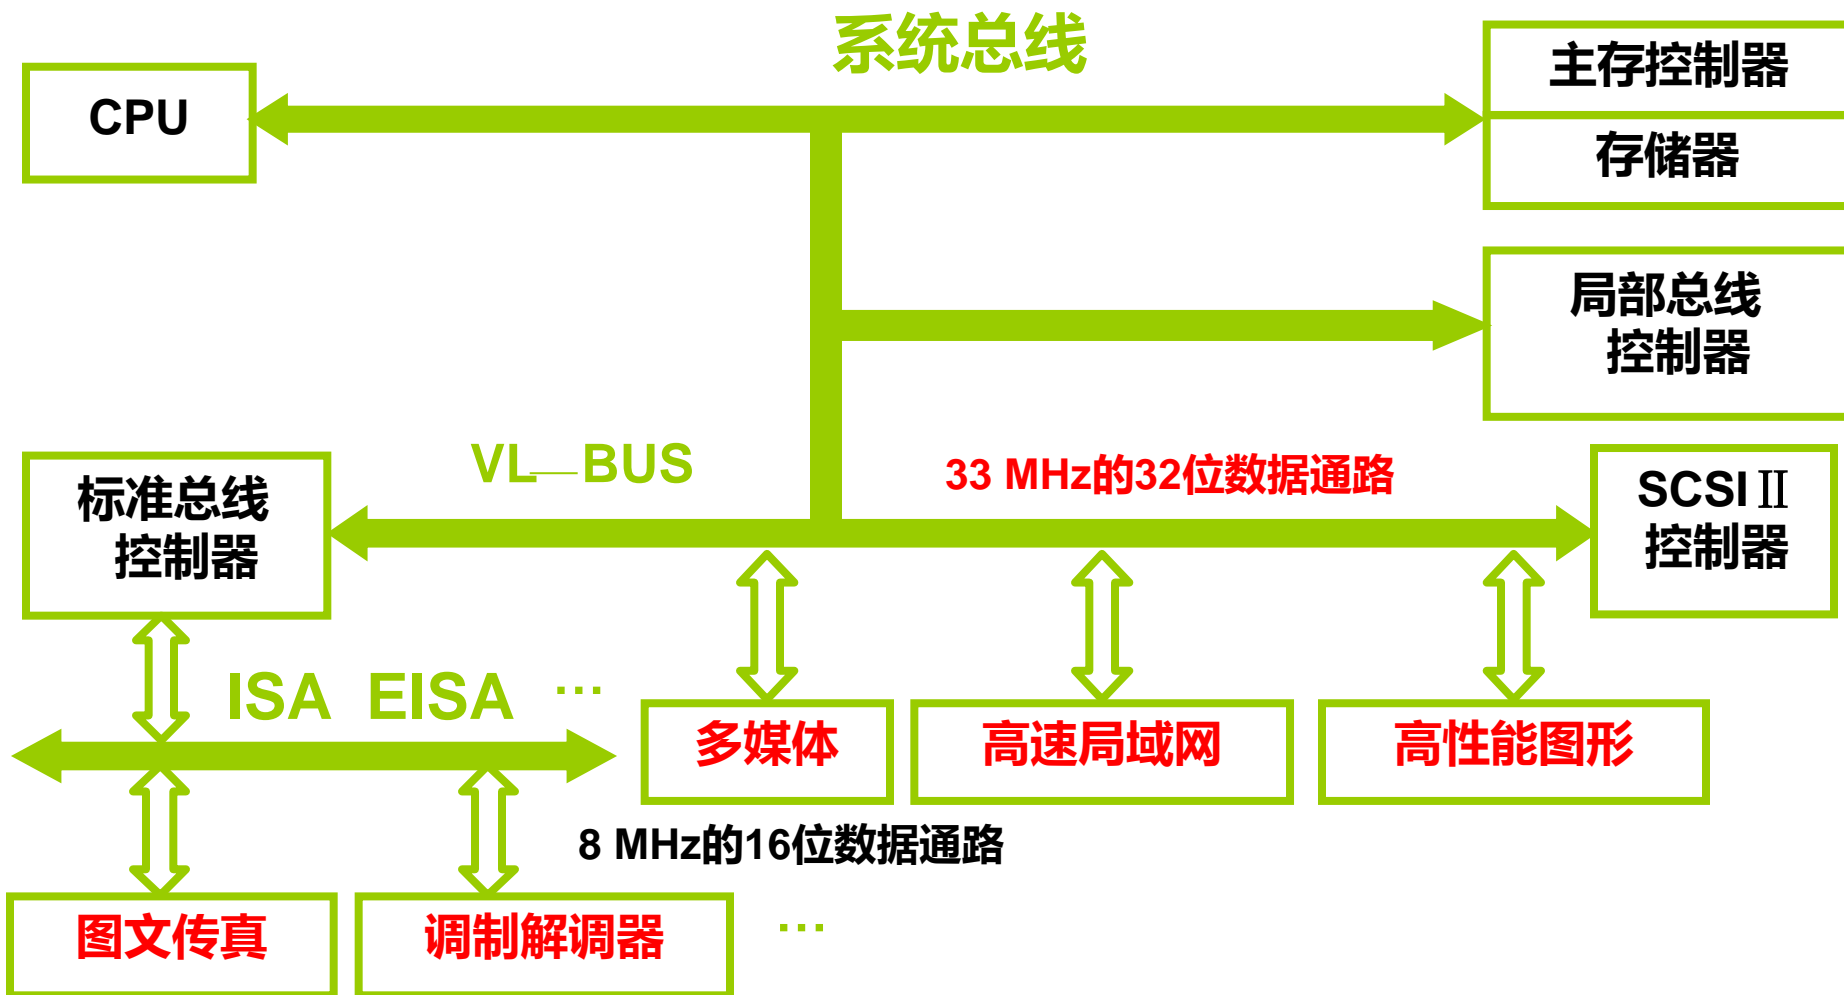 系统总线
CPU
主存控制器
存储器
局部总线
控制器
VL—BUS
33 MHz的32位数据通路
标准总线
控制器
SCSI Ⅱ
控制器
ISA EISA …
多媒体
高速局域网
高性能图形
8 MHz的16位数据通路
图文传真
调制解调器
…